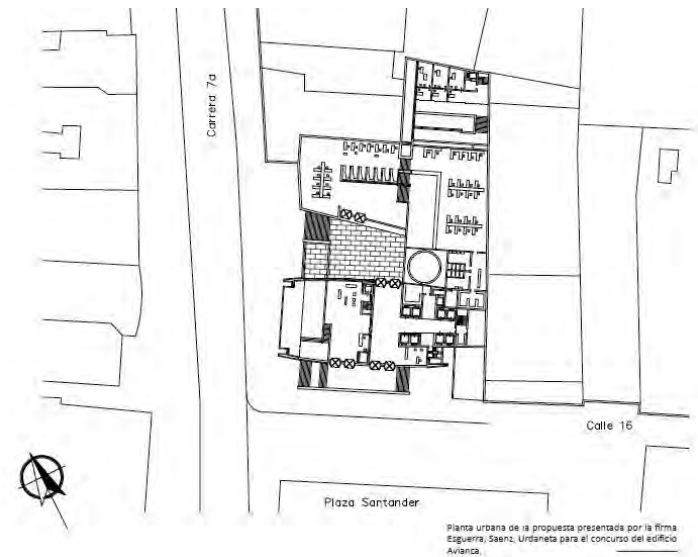 Carrera 7a
Calle 16
Plaza Santander
Planta urbana de la propuesta presentada por la firma
Esguerra, Saenz, Urdaneta para el concurso del edificio
Avianca.